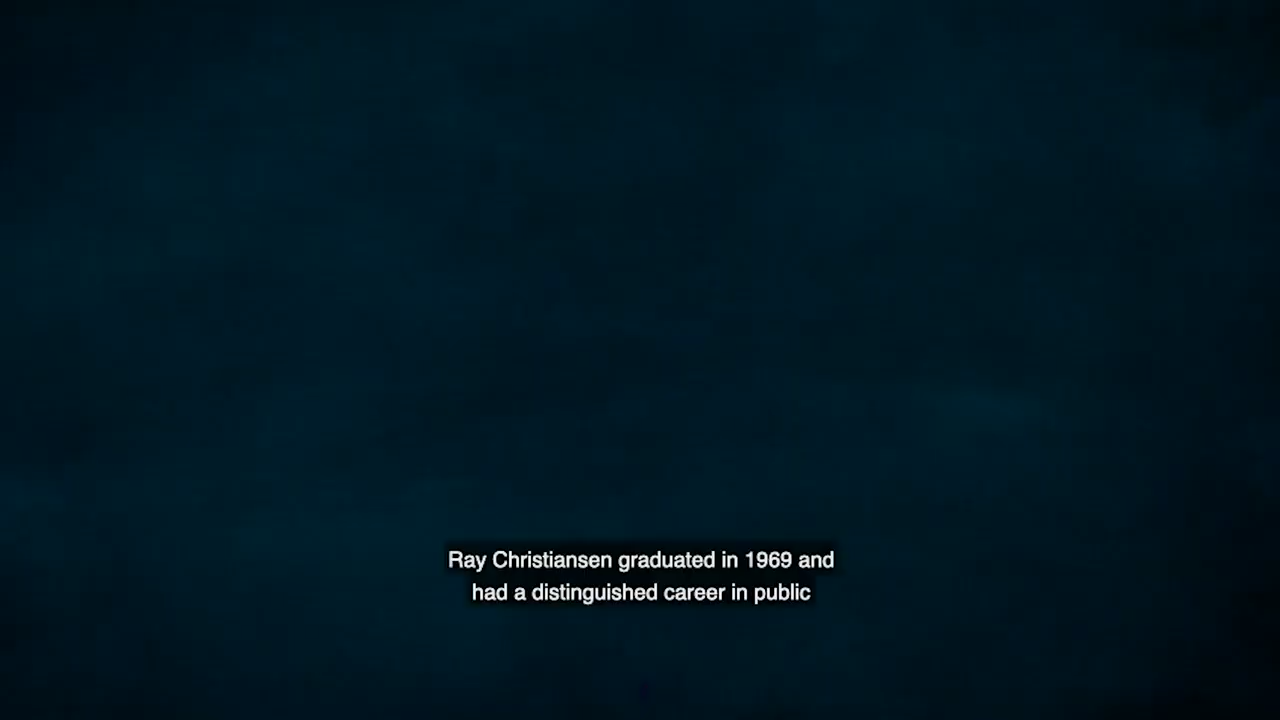 Ray Christiansen graduated in 1969 and
had a distinguished career in public